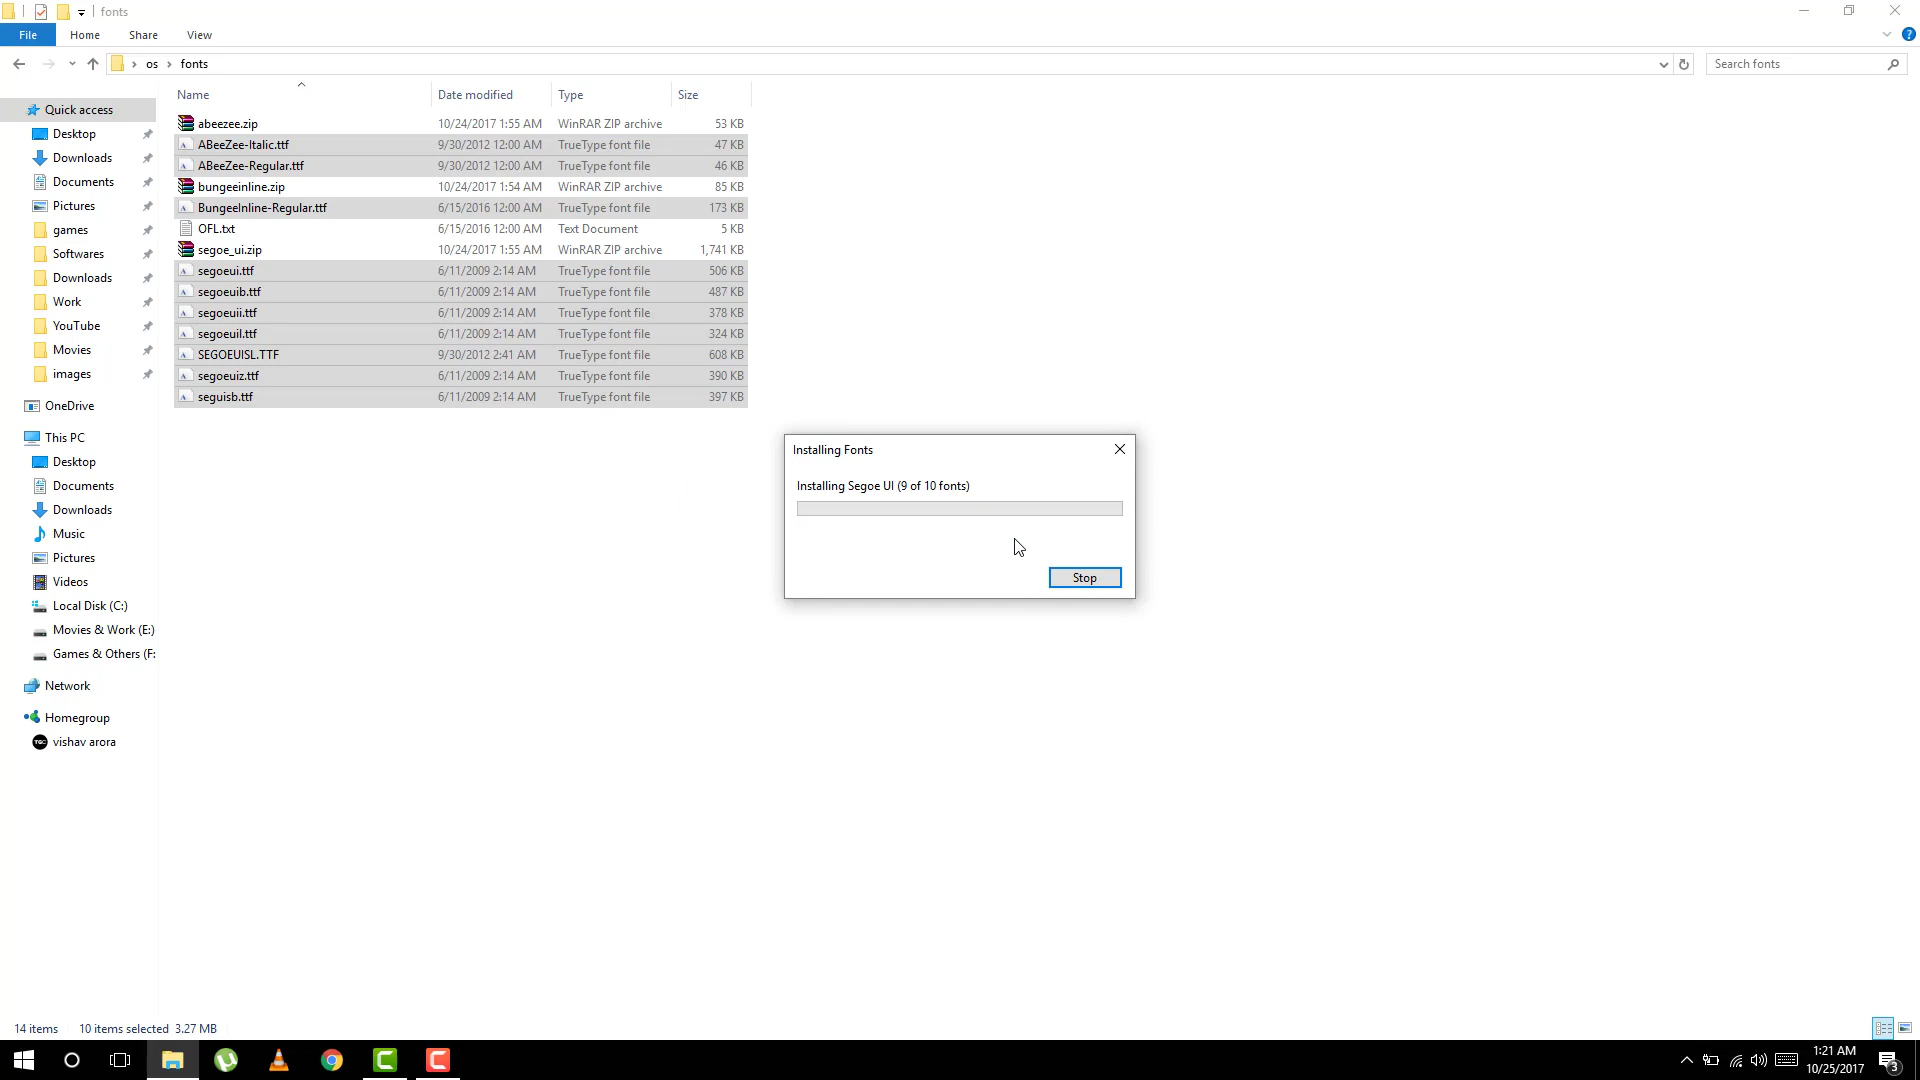 fonts
File Home Share View
os fonts Search fonts
Name Date modified Type Size
Quick access
Desktop
Downloads
Documents
Pictures
games
Softwares
Downloads
Work
YouTube
Movies
images
OneDrive
This PC
Desktop
Documents
Downloads
Music
Pictures
Videos
Local Disk (C:)
Movies & Work (E:)
Games & Others (F:
Network
Homegroup
vishav arora
abeezee.zip 10/24/2017 1:55 AM WinRAR ZIP archive 53 KB
ABeeZee-Italic.ttf 9/30/2012 12:00 AM TrueType font file 47 KB
ABeeZee-Regular.ttf 9/30/2012 12:00 AM TrueType font file 46 KB
bungeeinline.zip 10/24/2017 1:54 AM WinRAR ZIP archive 85 KB
BungeeInline-Regular.ttf 6/15/2016 12:00 AM TrueType font file 173 KB
OFL.txt 6/15/2016 12:00 AM Text Document 5 KB
segoe_ui.zip 10/24/2017 1:55 AM WinRAR ZIP archive 1,741 KB
segoeui.ttf 6/11/2009 2:14 AM TrueType font file 506 KB
segoeuib.ttf 6/11/2009 2:14 AM TrueType font file 487 KB
segoeuii.ttf 6/11/2009 2:14 AM TrueType font file 378 KB
segoeuil.ttf 6/11/2009 2:14 AM TrueType font file 324 KB
SEGOEUISL.TTF 9/30/2012 2:41 AM TrueType font file 608 KB
segoeuiz.ttf 6/11/2009 2:14 AM TrueType font file 390 KB
seguisb.ttf 6/11/2009 2:14 AM TrueType font file 397 KB
Installing Fonts
Installing Segoe UI (9 of 10 fonts)
Stop
14 items 10 items selected 3.27 MB
1:21 AM
10/25/2017
3